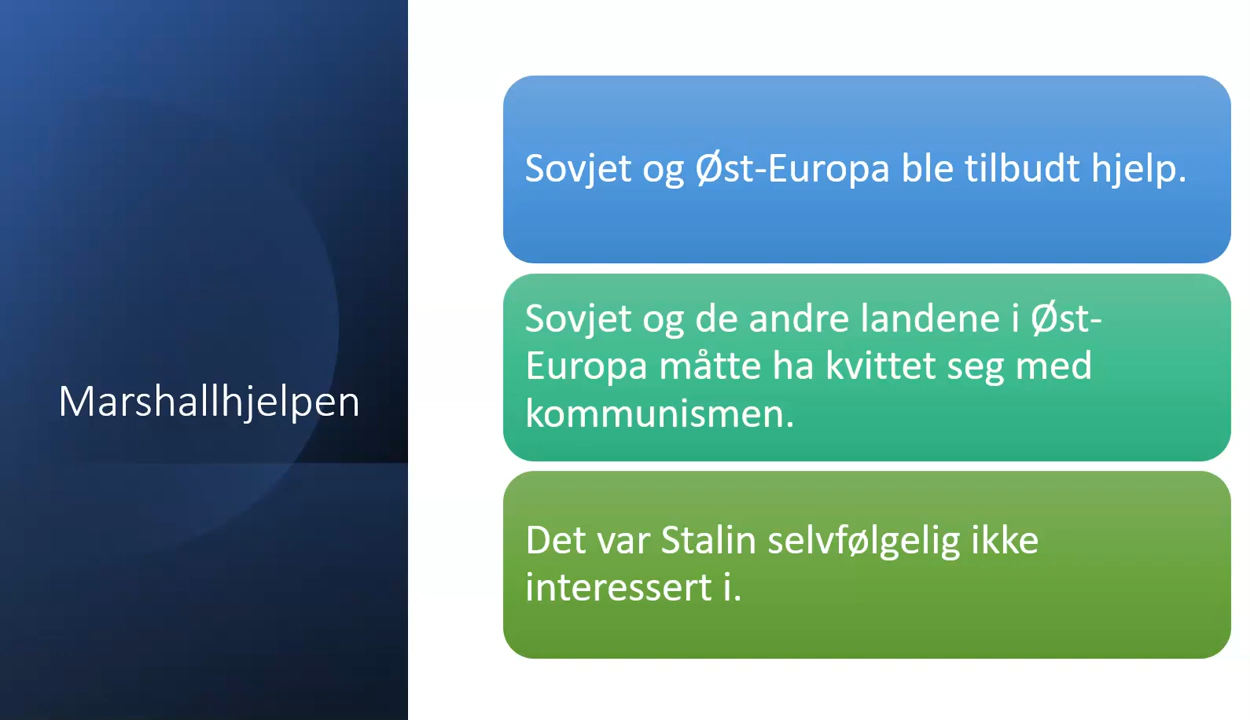 Marshallhjelpen
Sovjet og Øst-Europa ble tilbudt hjelp.
Sovjet og de andre landene i Øst-
Europa måtte ha kvittet seg med
kommunismen.
Det var Stalin selvfølgelig ikke
interessert i.